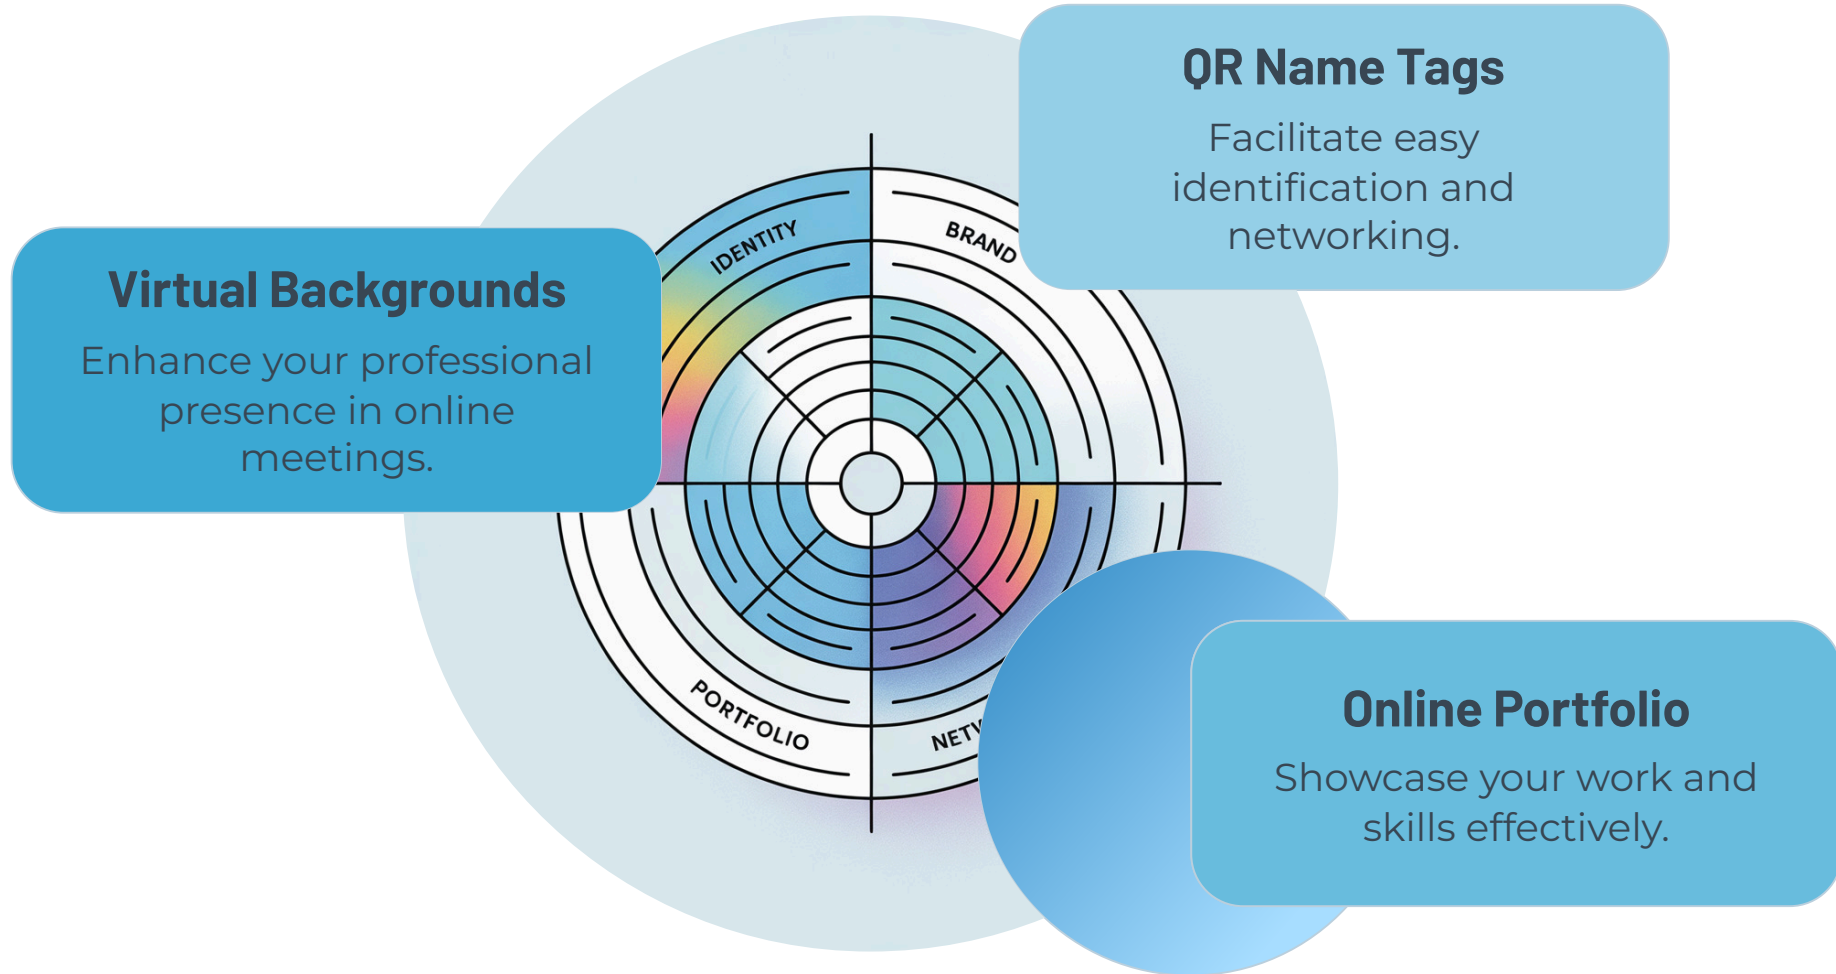 QR Name Tags
Facilitate easy
identification and
networking.
IDENTITY
BRAND
Virtual Backgrounds
Enhance your professional
presence in online
meetings.
PORTFOLIO
Online Portfolio
Showcase your work and
skills effectively.